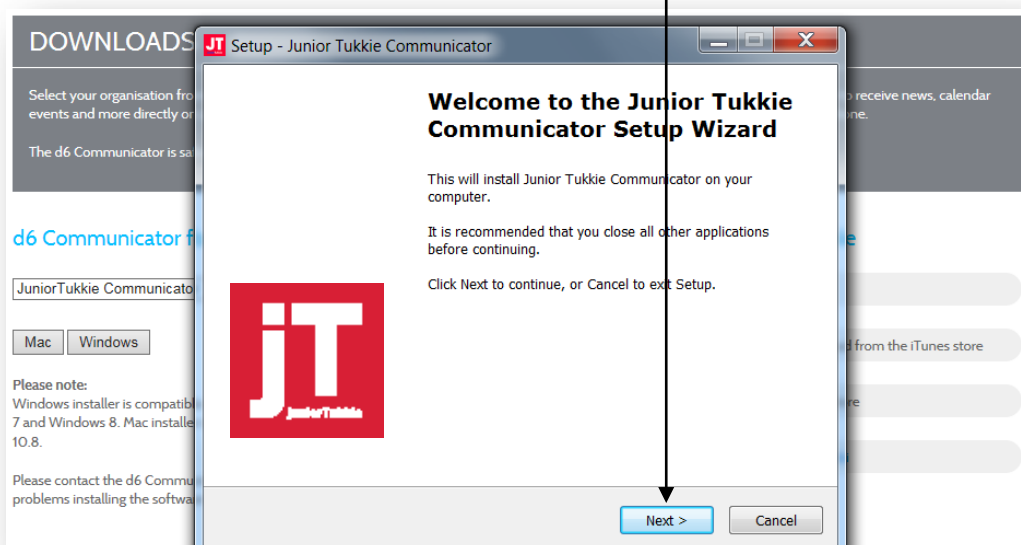 DOWNLOADS
Select your organisation fro
events and more directly or
The d6 Communicator is sa
o receive news, calendar
one.
d6 Communicator f
e
JuniorTukkie Communicato
Mac
Windows
Please note:
Windows installer is compatibl
7 and Windows 8. Mac installe
10.8.
Please contact the d6 Commu
problems installing the softwa
d from the iTunes store
re
JT Setup - Junior Tukkie Communicator
Welcome to the Junior Tukkie
Communicator Setup Wizard
This will install Junior Tukkie Communicator on your
computer.
It is recommended that you close all other applications
before continuing.
Click Next to continue, or Cancel to exit Setup.
jT
JuniorTukkie
Next >
Cancel